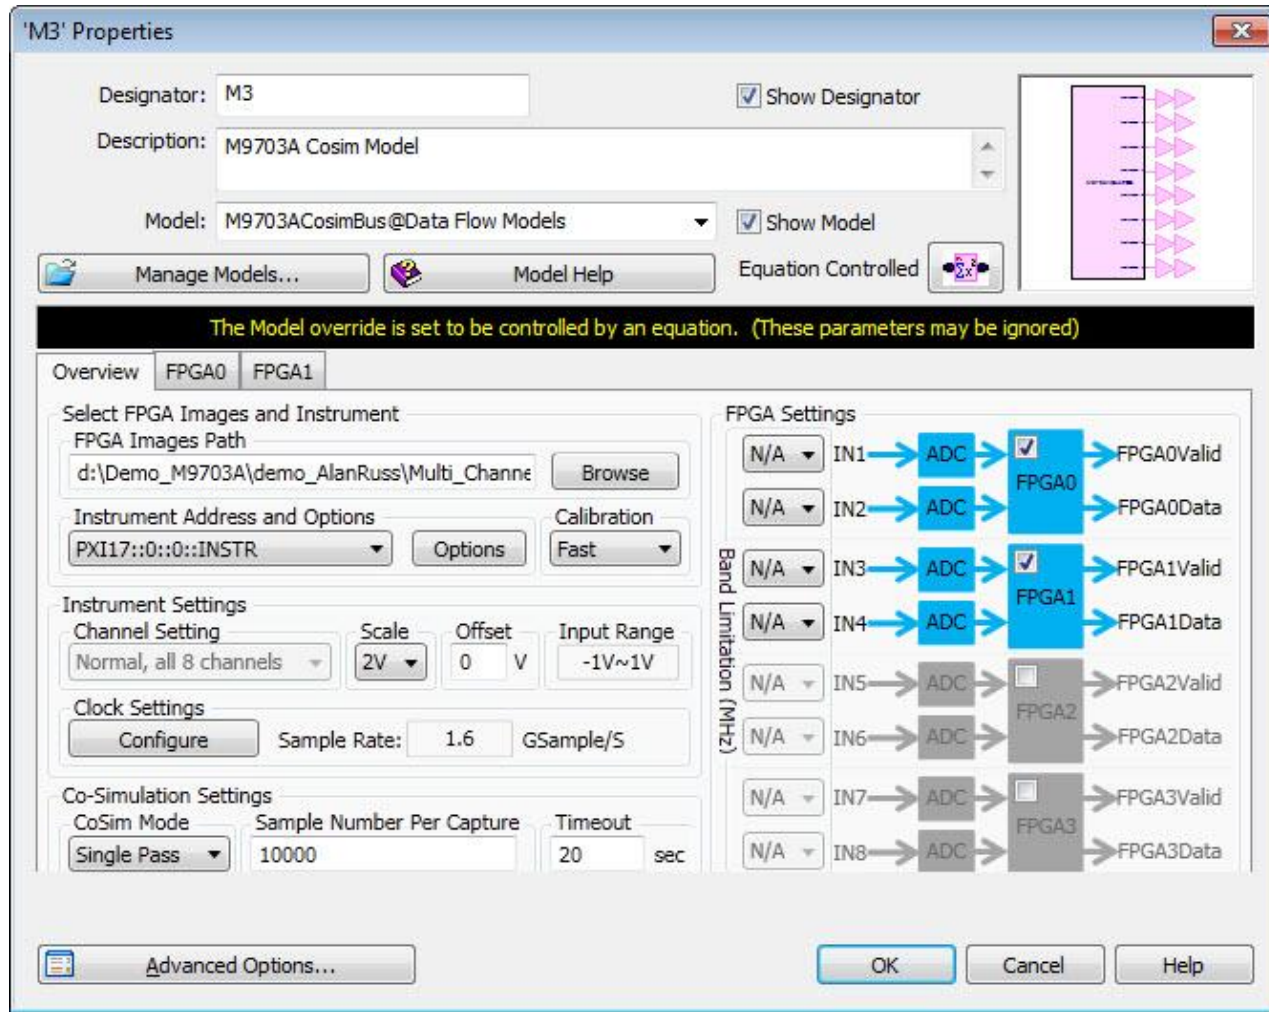 'M3' Properties
Designator: M3
Show Designator
Description: M9703A Cosim Model
Model: M9703ACosimBus@Data Flow Models
Show Model
Manage Models...
Model Help
Equation Controlled
The Model override is set to be controlled by an equation. (These parameters may be ignored)
Overview FPGA0 FPGA1
Select FPGA Images and Instrument
FPGA Images Path
d:\Demo_M9703A\demo_AlanRuss\Multi_Channe
Browse
Instrument Address and Options
PXI17::0::0::INSTR
Options
Calibration
Fast
Instrument Settings
Channel Setting
Normal, all 8 channels
Scale
2V
Offset
0 V
Input Range
-1V~1V
Clock Settings
Configure
Sample Rate: 1.6 GSample/S
Co-Simulation Settings
CoSim Mode
Single Pass
Sample Number Per Capture
10000
Timeout
20 sec
FPGA Settings
Band Limitation (MHz)
N/A IN1 ADC FPGA0 FPGA0Valid
N/A IN2 ADC FPGA0Data
N/A IN3 ADC FPGA1 FPGA1Valid
N/A IN4 ADC FPGA1Data
N/A IN5 ADC FPGA2 FPGA2Valid
N/A IN6 ADC FPGA2Data
N/A IN7 ADC FPGA3 FPGA3Valid
N/A IN8 ADC FPGA3Data
Advanced Options...
OK
Cancel
Help